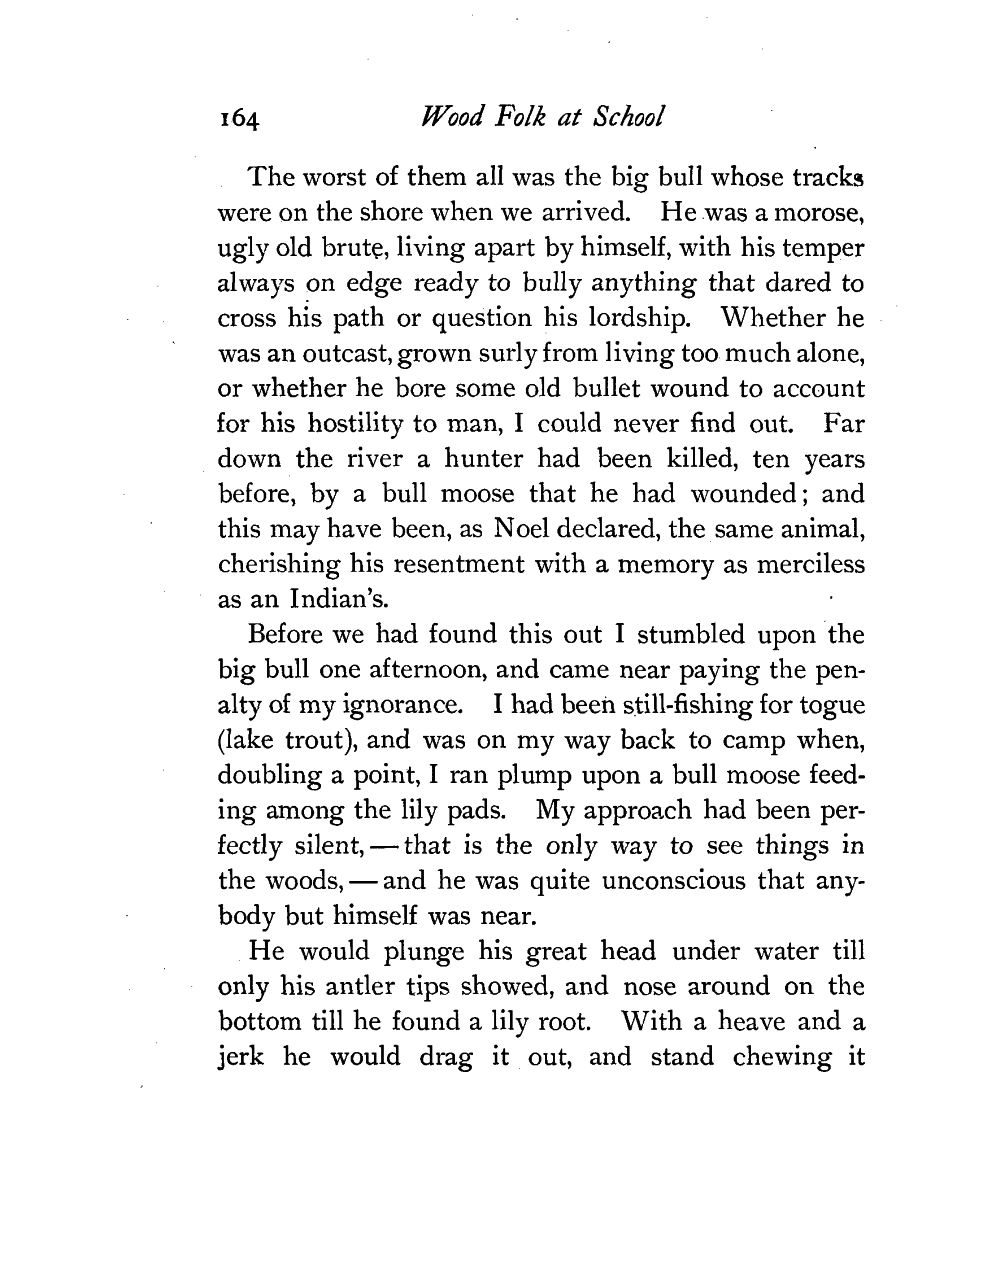 164 Wood Folk at School
The worst of them all was the big bull whose tracks
were on the shore when we arrived. He was a morose,
ugly old brute, living apart by himself, with his temper
always on edge ready to bully anything that dared to
cross his path or question his lordship. Whether he
was an outcast, grown surly from living too much alone,
or whether he bore some old bullet wound to account
for his hostility to man, I could never find out. Far
down the river a hunter had been killed, ten years
before, by a bull moose that he had wounded; and
this may have been, as Noel declared, the same animal,
cherishing his resentment with a memory as merciless
as an Indian's.
Before we had found this out I stumbled upon the
big bull one afternoon, and came near paying the pen-
alty of my ignorance. I had been still-fishing for togue
(lake trout), and was on my way back to camp when,
doubling a point, I ran plump upon a bull moose feed-
ing among the lily pads. My approach had been per-
fectly silent, — that is the only way to see things in
the woods, — and he was quite unconscious that any-
body but himself was near.
He would plunge his great head under water till
only his antler tips showed, and nose around on the
bottom till he found a lily root. With a heave and a
jerk he would drag it out, and stand chewing it